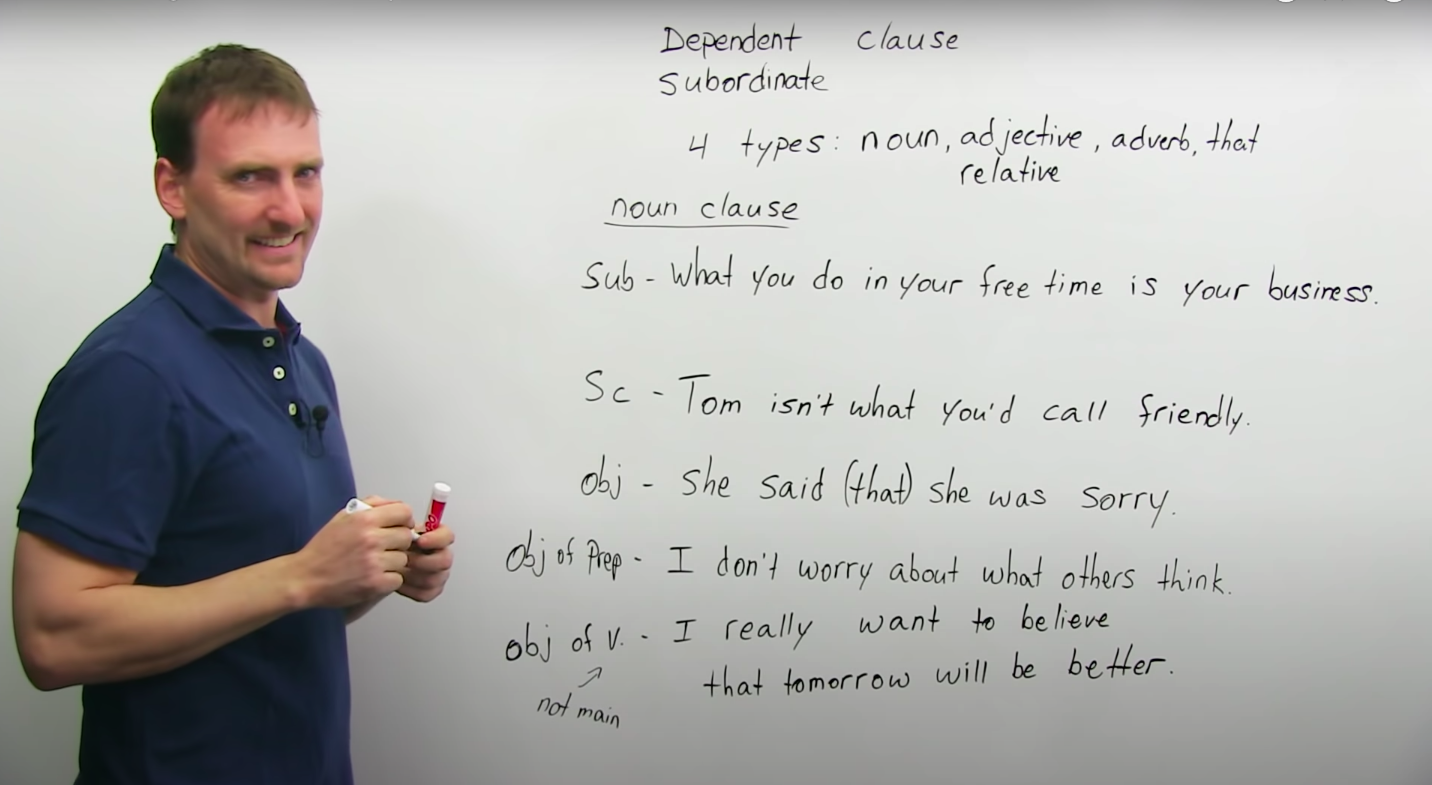 Dependent clause
subordinate
4 types: noun, adjective, adverb, that
relative
noun clause
Sub - What you do in your free time is your business.
Sc - Tom isn't what you'd call friendly.
Obj - She said (that) she was sorry.
Obj of Prep - I don't worry about what others think.
obj of v. - I really want to believe
that tomorrow will be better.
not main